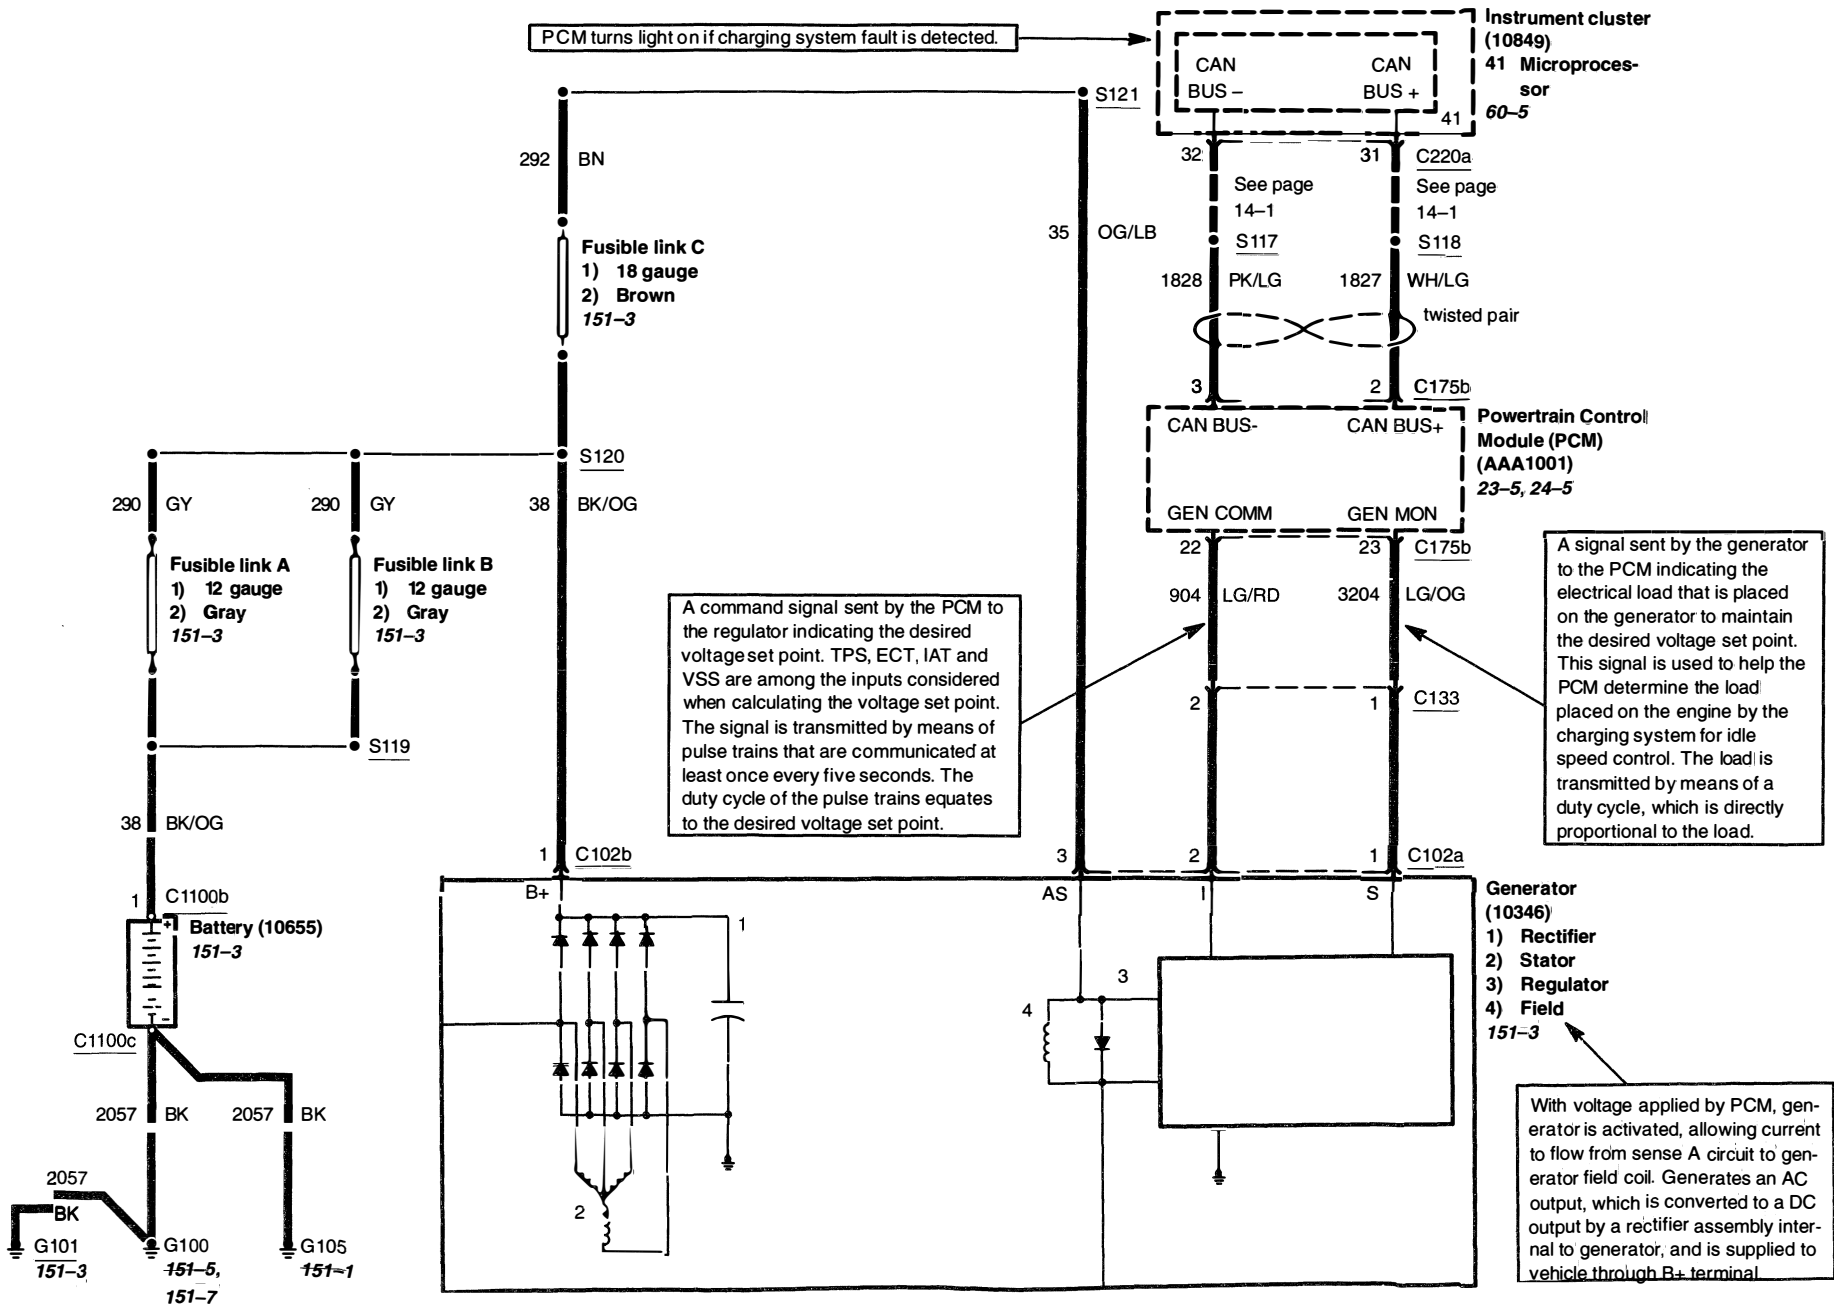 PCM turns light on if charging system fault is detected.
Instrument cluster
(10849)
41 Microproces-
sor
60–5
CAN
BUS –
CAN
BUS +
41
S121
32
31
C220a
See page
14–1
See page
14–1
S117
S118
292 BN
35 OG/LB
1828 PK/LG
1827 WH/LG
twisted pair
Fusible link C
1) 18 gauge
2) Brown
151–3
3
2
C175b
CAN BUS-
CAN BUS+
GEN COMM
GEN MON
Powertrain Control
Module (PCM)
(AAA1001)
23–5, 24–5
S120
290 GY
290 GY
38 BK/OG
22
23
C175b
Fusible link A
1) 12 gauge
2) Gray
151–3
Fusible link B
1) 12 gauge
2) Gray
151–3
904 LG/RD
3204 LG/OG
A command signal sent by the PCM to
the regulator indicating the desired
voltage set point. TPS, ECT, IAT and
VSS are among the inputs considered
when calculating the voltage set point.
The signal is transmitted by means of
pulse trains that are communicated at
least once every five seconds. The
duty cycle of the pulse trains equates
to the desired voltage set point.
A signal sent by the generator
to the PCM indicating the
electrical load that is placed
on the generator to maintain
the desired voltage set point.
This signal is used to help the
PCM determine the load
placed on the engine by the
charging system for idle
speed control. The load is
transmitted by means of a
duty cycle, which is directly
proportional to the load.
2
1
C133
S119
38 BK/OG
1
C102b
3
2
1
C102a
B+
AS
I
S
1
C1100b
+
-
Battery (10655)
151–3
C1100c
1
3
4
2
Generator
(10346)
1) Rectifier
2) Stator
3) Regulator
4) Field
151–3
2057 BK
2057 BK
2057
BK
G101
151–3
G100
151–5,
151–7
G105
151–1
With voltage applied by PCM, gen-
erator is activated, allowing current
to flow from sense A circuit to gen-
erator field coil. Generates an AC
output, which is converted to a DC
output by a rectifier assembly inter-
nal to generator, and is supplied to
vehicle through B+ terminal.